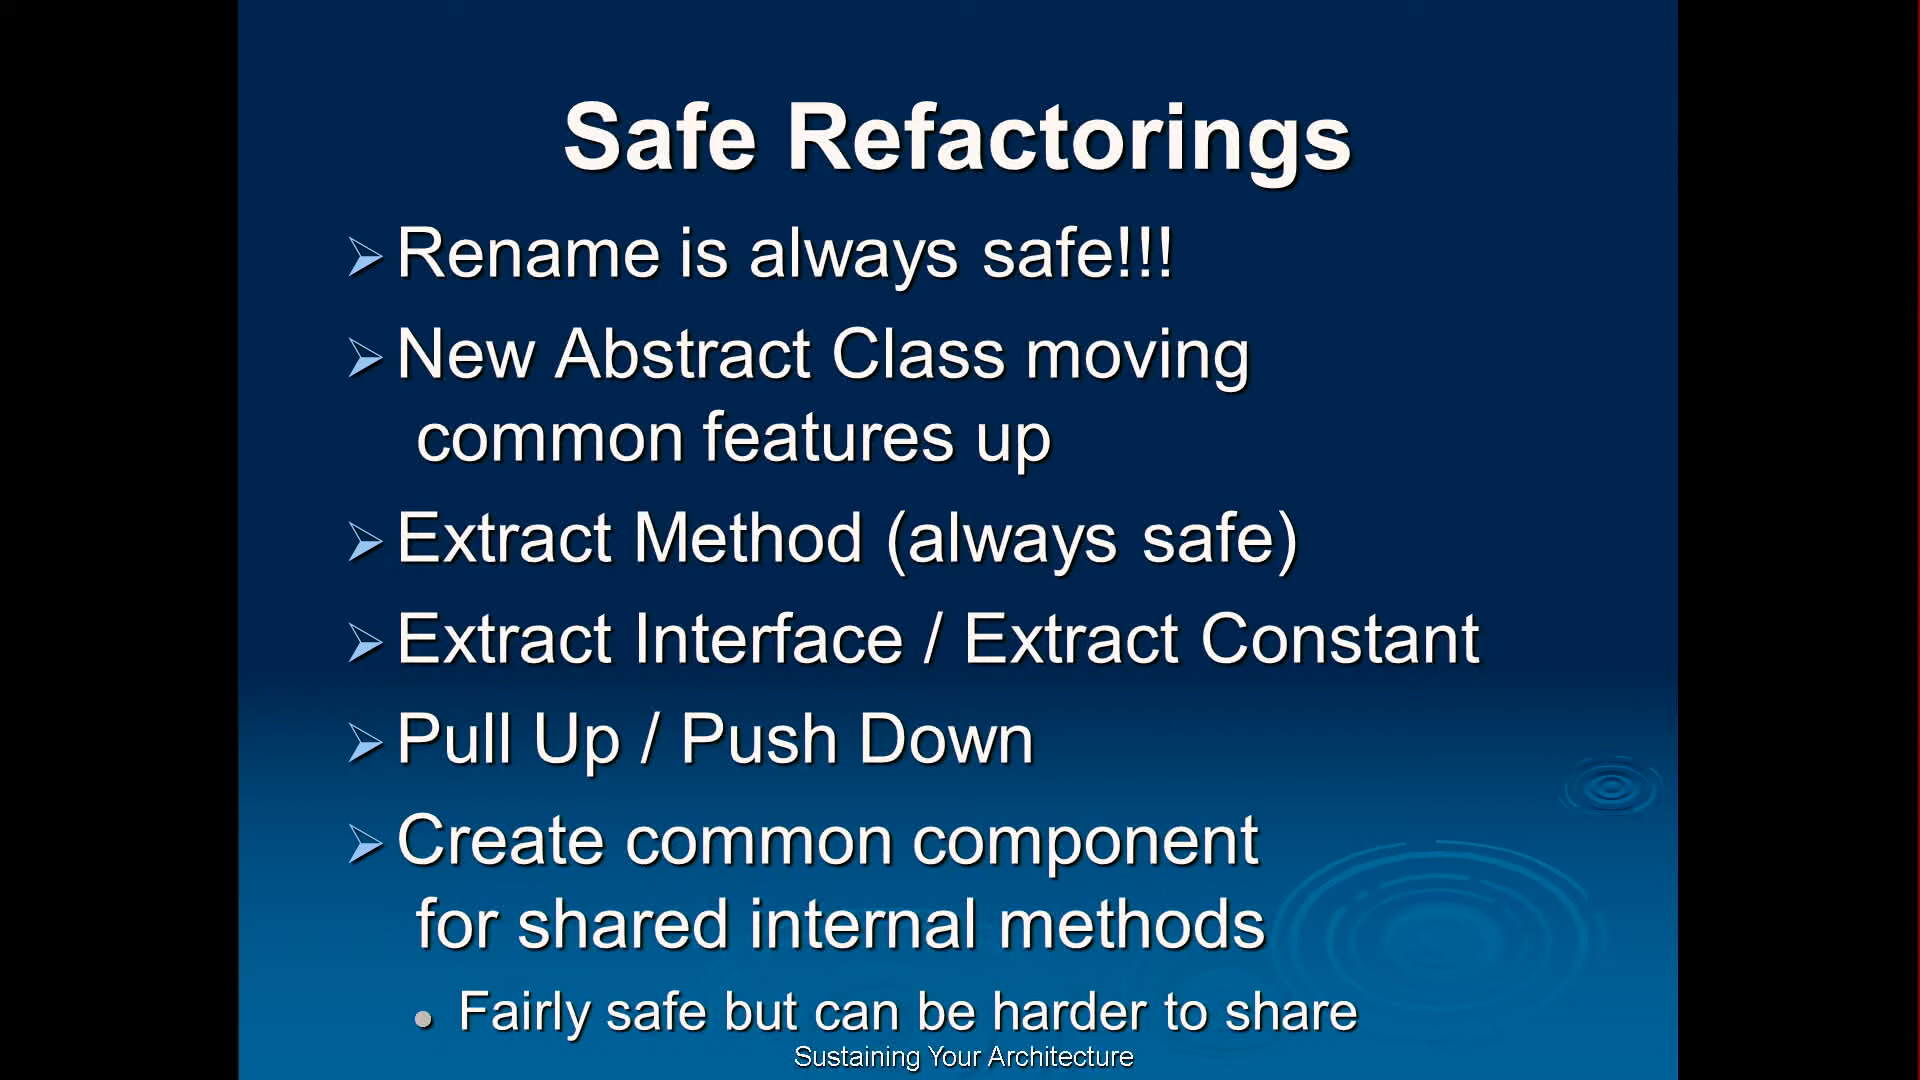 Safe Refactorings
Rename is always safe!!!
New Abstract Class moving
common features up
Extract Method (always safe)
Extract Interface / Extract Constant
Pull Up / Push Down
Create common component
for shared internal methods
Fairly safe but can be harder to share
Sustaining Your Architecture